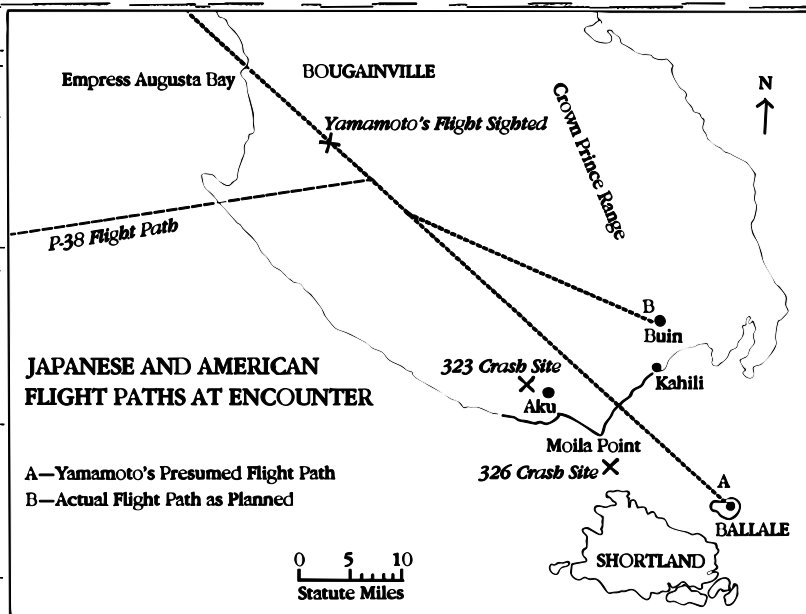 Empress Augusta Bay
BOUGAINVILLE
N
Yamamoto's Flight Sighted
Crown Prince Range
P-38 Flight Path
B
Buin
JAPANESE AND AMERICAN
FLIGHT PATHS AT ENCOUNTER
323 Crash Site
Kahili
Aku
Moila Point
326 Crash Site
A—Yamamoto's Presumed Flight Path
B—Actual Flight Path as Planned
A
BALLALE
SHORTLAND
0 5 10
Statute Miles